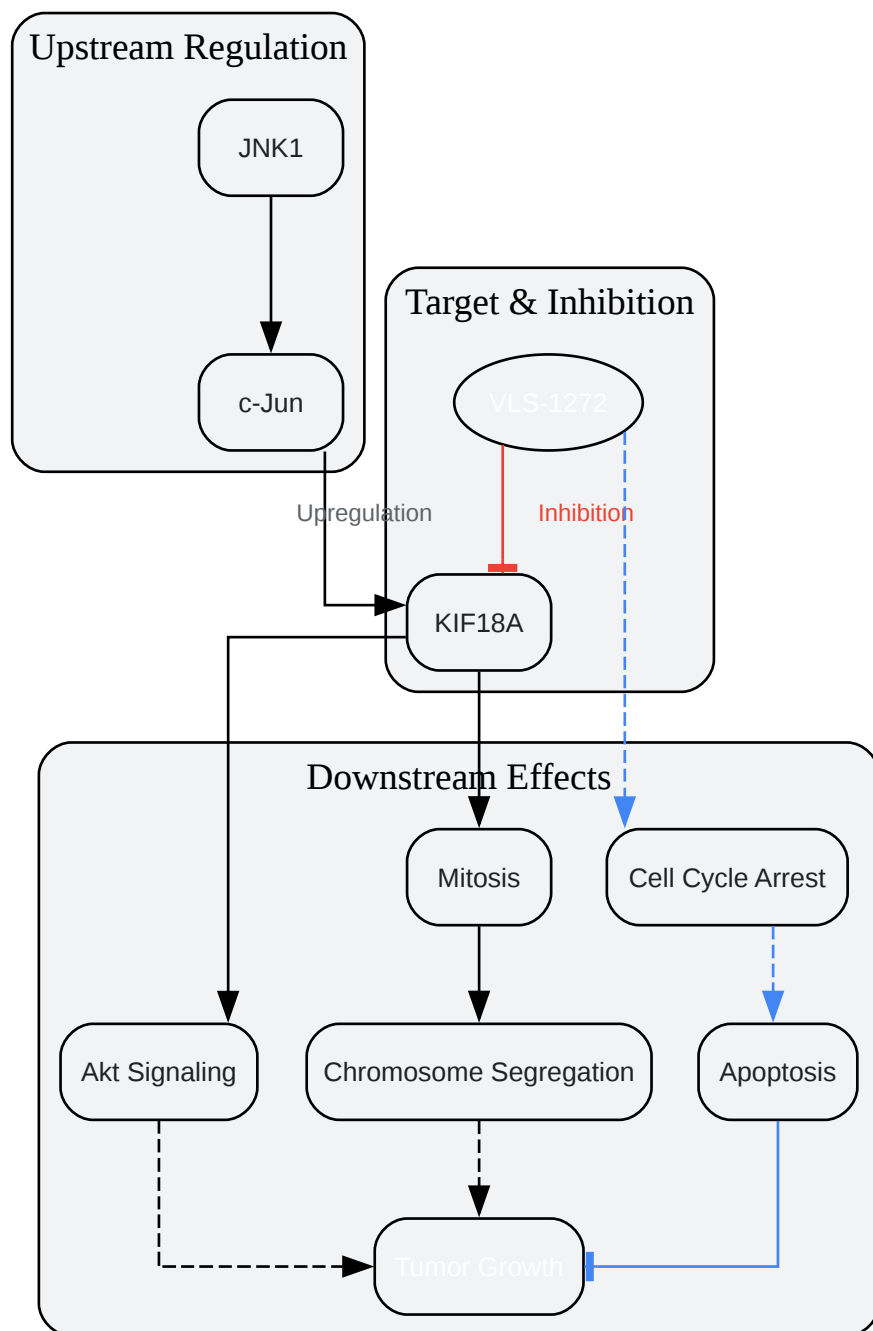 Upstream Regulation
JNK1
c-Jun
Target & Inhibition
VLS-1272
Upregulation
Inhibition
KIF18A
Downstream Effects
Mitosis
Cell Cycle Arrest
Akt Signaling
Chromosome Segregation
Apoptosis
Tumor Growth